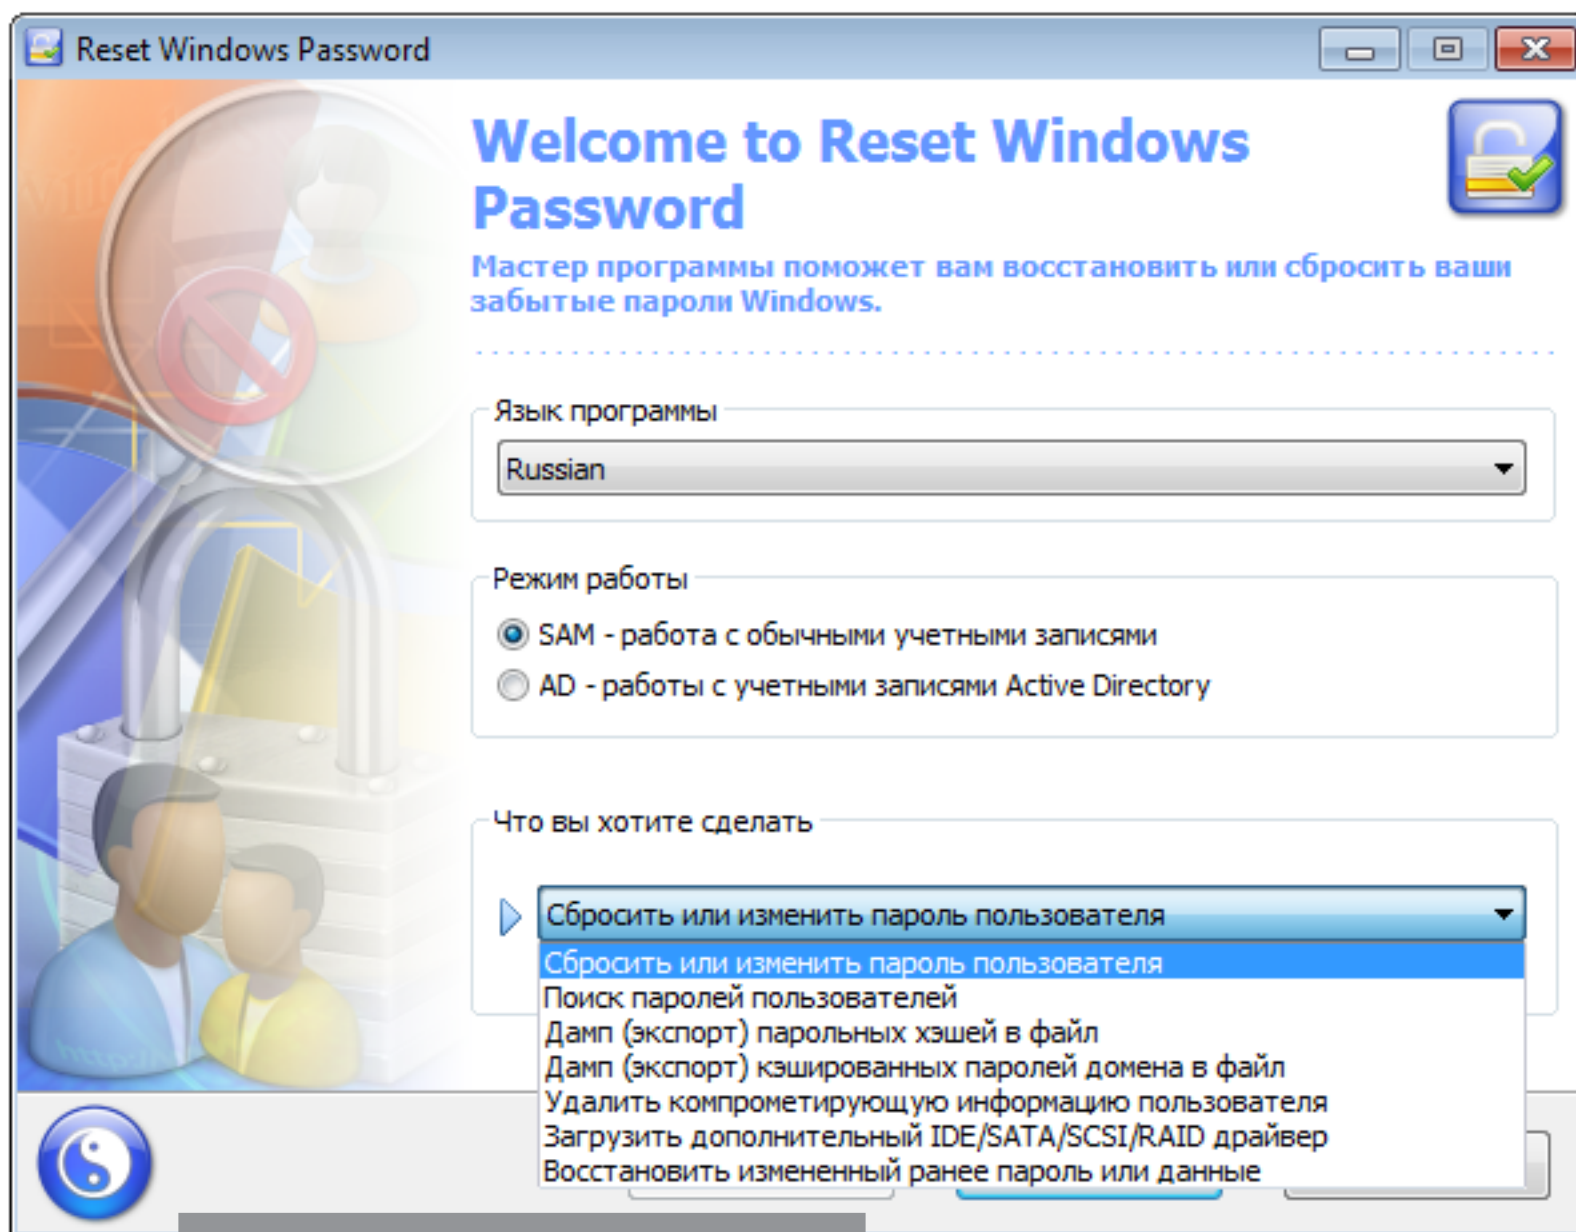 Reset Windows Password
Welcome to Reset Windows
Password
Мастер программы поможет вам восстановить или сбросить ваши
забытые пароли Windows.
Язык программы
Russian
Режим работы
SAM - работа с обычными учетными записями
AD - работы с учетными записями Active Directory
Что вы хотите сделать
Сбросить или изменить пароль пользователя
Сбросить или изменить пароль пользователя
Поиск паролей пользователей
Дамп (экспорт) парольных хэшей в файл
Дамп (экспорт) кэшированных паролей домена в файл
Удалить компрометирующую информацию пользователя
Загрузить дополнительный IDE/SATA/SCSI/RAID драйвер
Восстановить измененный ранее пароль или данные